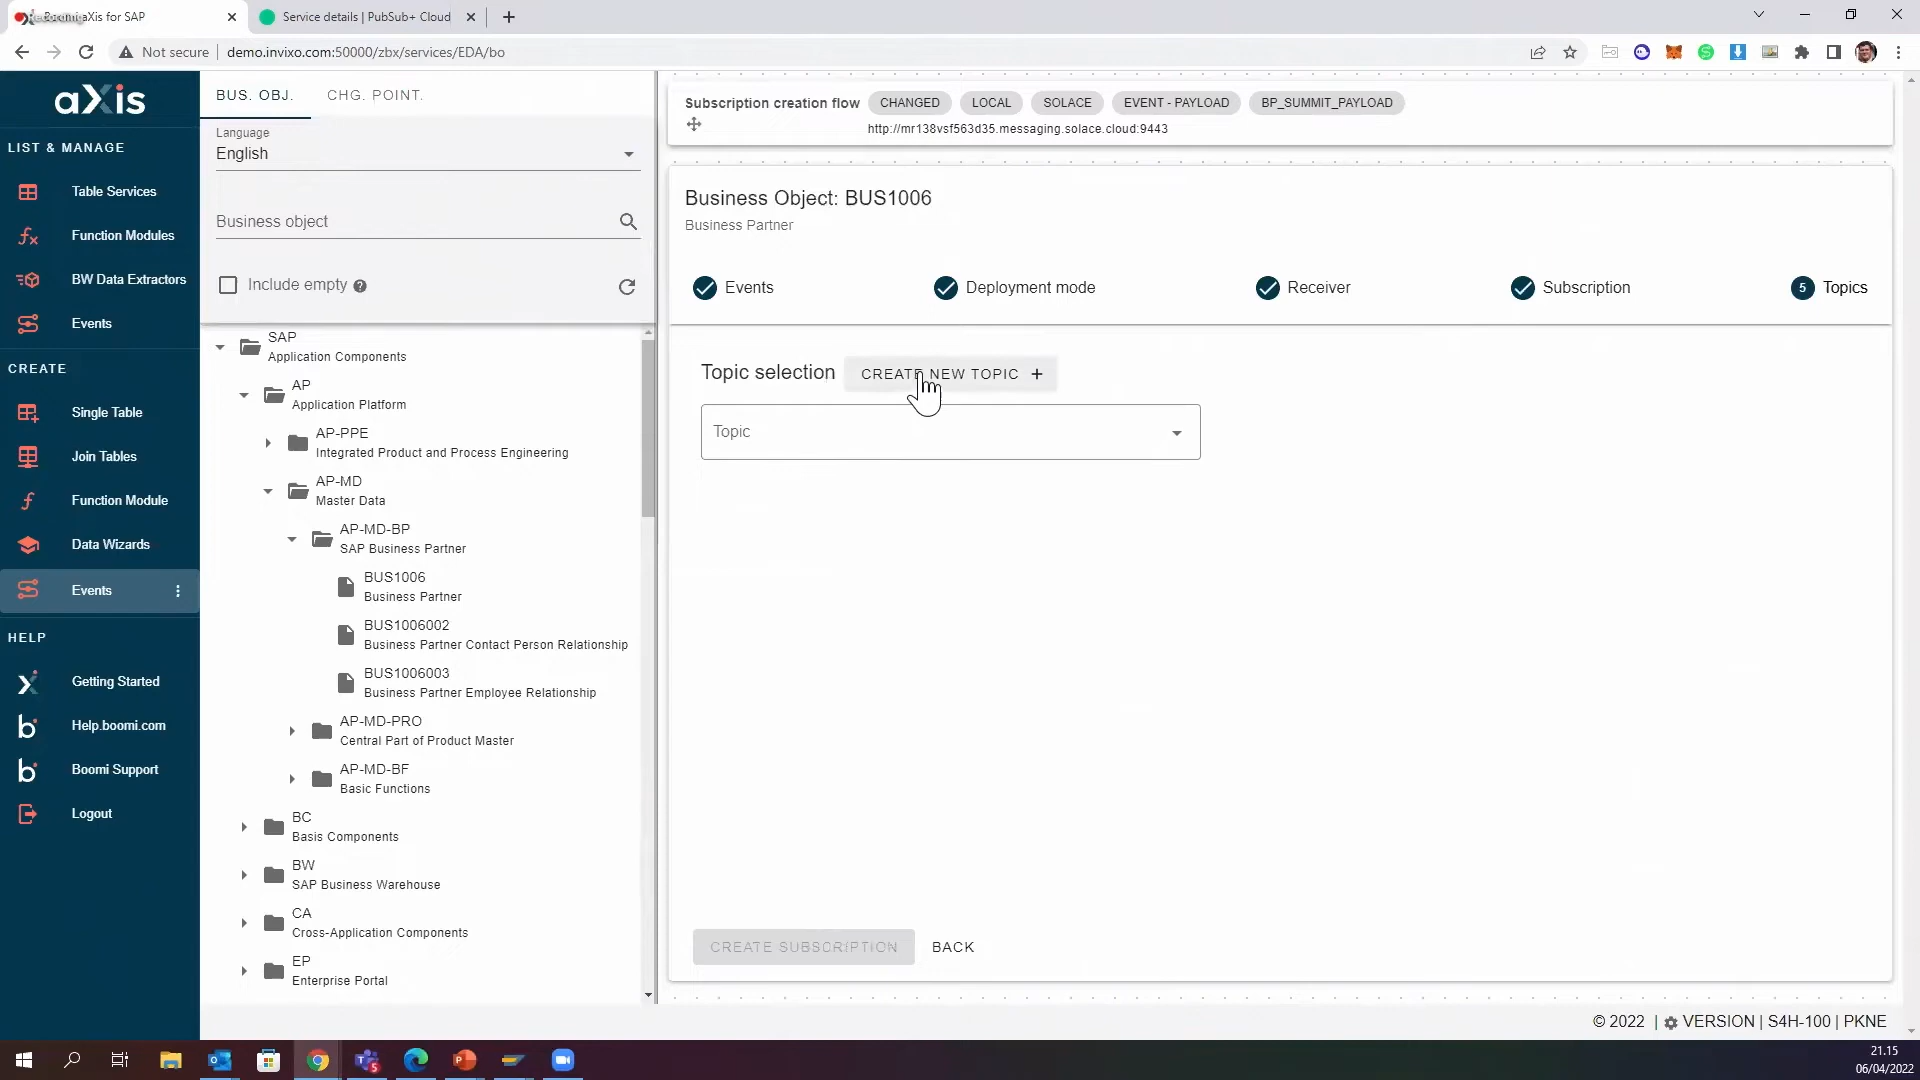 Boomi aXis for SAP
Service details | PubSub+ Cloud
Not secure
demo.invixo.com:50000/zbx/services/EDA/bo
aXis
LIST & MANAGE
Table Services
Function Modules
BW Data Extractors
Events
CREATE
Single Table
Join Tables
Function Module
Data Wizards
Events
HELP
Getting Started
Help.boomi.com
Boomi Support
Logout
BUS. OBJ.
CHG. POINT.
Language
English
Business object
Include empty
SAP
Application Components
AP
Application Platform
AP-PPE
Integrated Product and Process Engineering
AP-MD
Master Data
AP-MD-BP
SAP Business Partner
BUS1006
Business Partner
BUS1006002
Business Partner Contact Person Relationship
BUS1006003
Business Partner Employee Relationship
AP-MD-PRO
Central Part of Product Master
AP-MD-BF
Basic Functions
BC
Basis Components
BW
SAP Business Warehouse
CA
Cross-Application Components
EP
Enterprise Portal
Subscription creation flow
CHANGED
LOCAL
SOLACE
EVENT - PAYLOAD
BP_SUMMIT_PAYLOAD
http://mr138vsf563d35.messaging.solace.cloud:9443
Business Object: BUS1006
Business Partner
Events
Deployment mode
Receiver
Subscription
5 Topics
Topic selection
CREATE NEW TOPIC +
Topic
CREATE SUBSCRIPTION
BACK
© 2022 | VERSION | S4H-100 | PKNE
21.15
06/04/2022